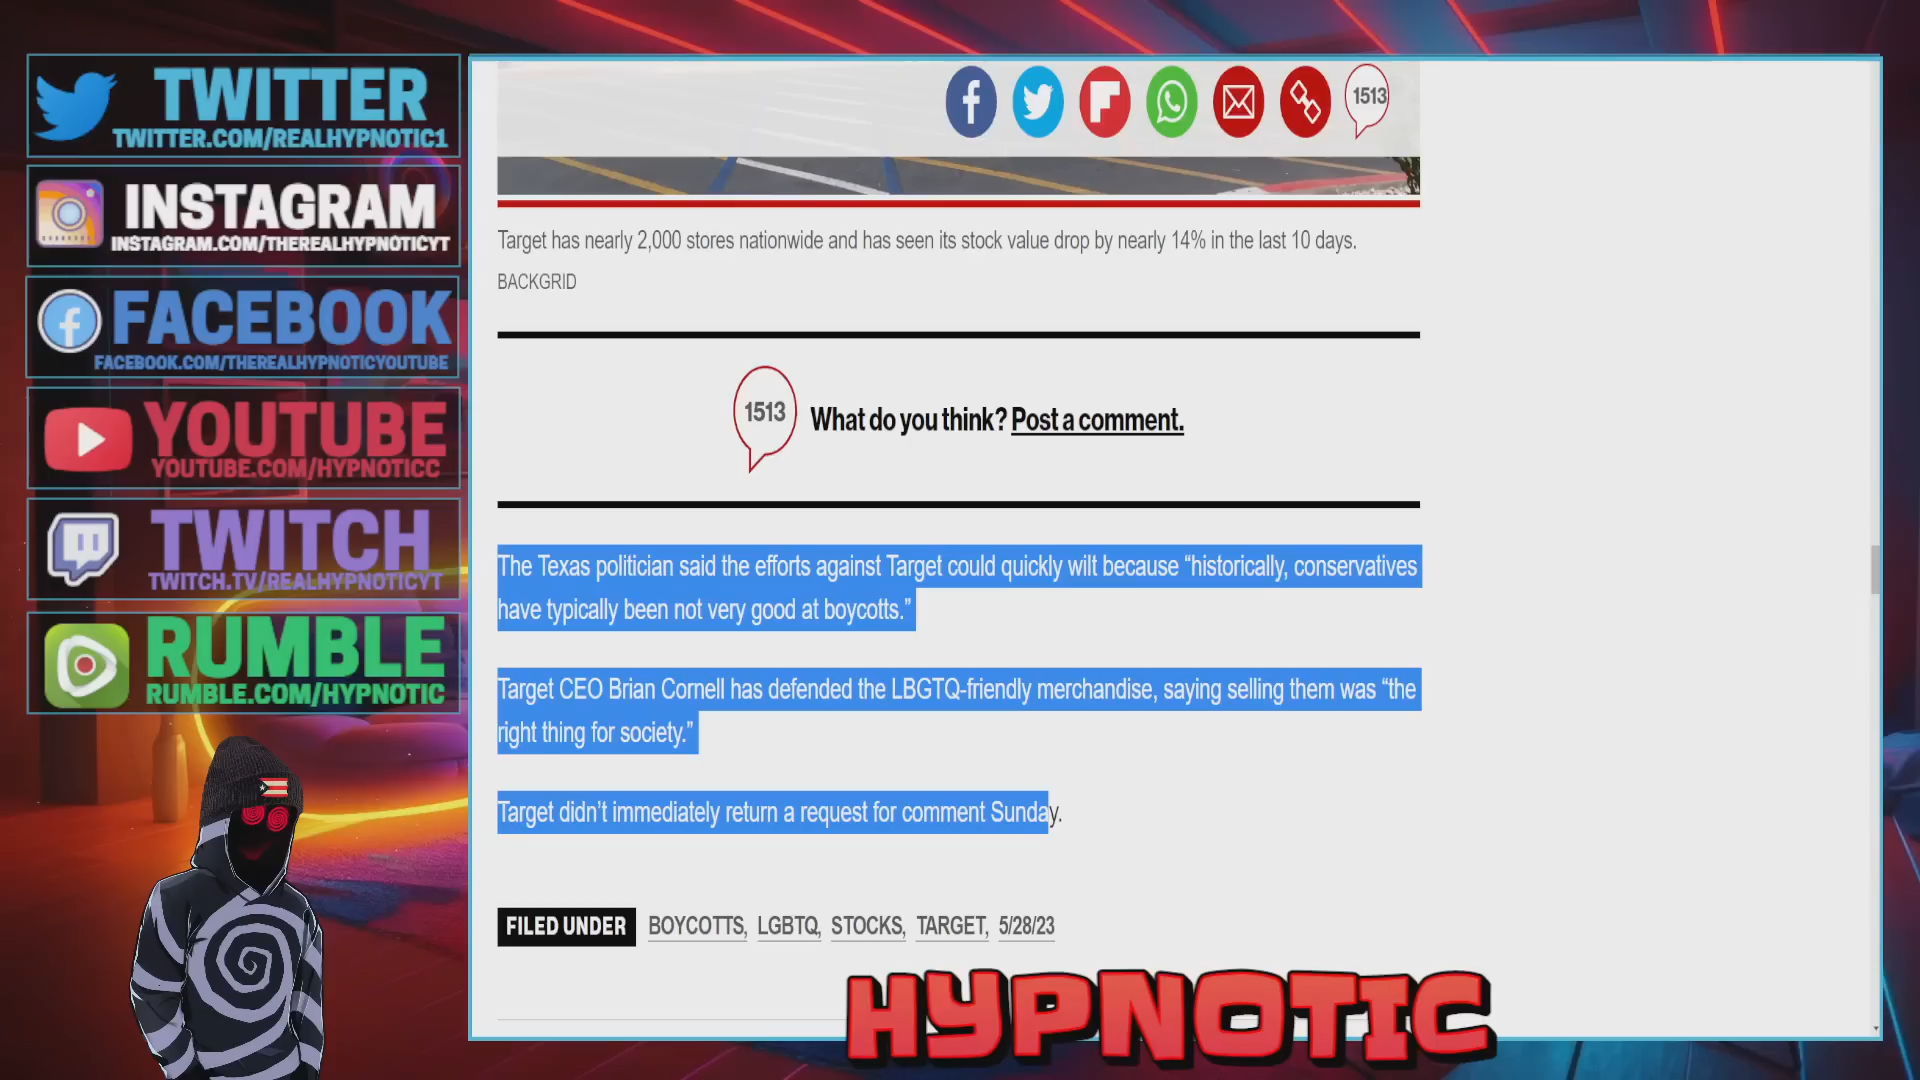 TWITTER
TWITTER.COM/REALHYPNOTIC1
INSTAGRAM
INSTAGRAM.COM/THEREALHYPNOTICYT
FACEBOOK
FACEBOOK.COM/THEREALHYPNOTICYOUTUBE
YOUTUBE
YOUTUBE.COM/HYPNOTICC
TWITCH
TWITCH.TV/REALHYPNOTICYT
RUMBLE
RUMBLE.COM/HYPNOTIC
1513
Target has nearly 2,000 stores nationwide and has seen its stock value drop by nearly 14% in the last 10 days.
BACKGRID
1513
What do you think? Post a comment.
The Texas politician said the efforts against Target could quickly wilt because “historically, conservatives
have typically been not very good at boycotts.”
Target CEO Brian Cornell has defended the LBGTQ-friendly merchandise, saying selling them was “the
right thing for society.”
Target didn’t immediately return a request for comment Sunday.
FILED UNDER BOYCOTTS, LGBTQ, STOCKS, TARGET, 5/28/23
HYPNOTIC